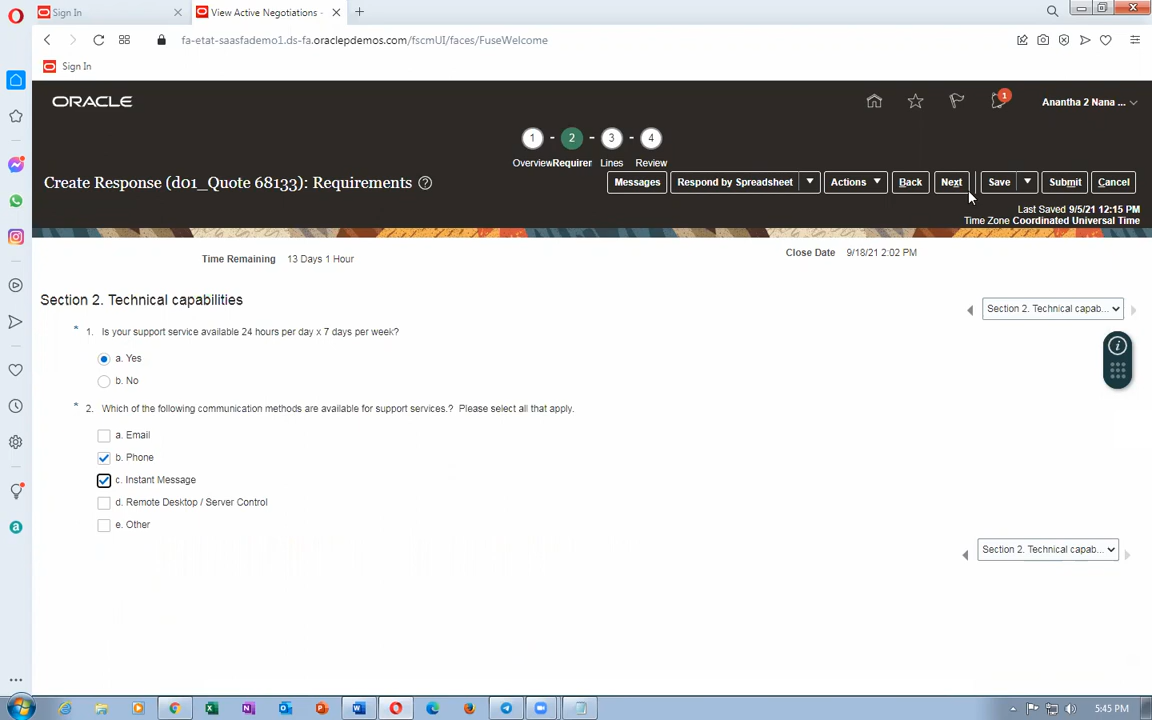 Sign In
View Active Negotiations -
fa-etat-saasfademo1.ds-fa.oraclepdemos.com/fscmUI/faces/FuseWelcome
Sign In
ORACLE
1
Anantha 2 Nana ...
1 2 3 4
Overview Requirer Lines Review
Create Response (d01_Quote 68133): Requirements
Messages Respond by Spreadsheet Actions Back Next Save Submit Cancel
Last Saved 9/5/21 12:15 PM
Time Zone Coordinated Universal Time
Time Remaining 13 Days 1 Hour
Close Date 9/18/21 2:02 PM
Section 2. Technical capabilities
Section 2. Technical capab...
* 1. Is your support service available 24 hours per day x 7 days per week?
a. Yes
b. No
* 2. Which of the following communication methods are available for support services.? Please select all that apply.
a. Email
b. Phone
c. Instant Message
d. Remote Desktop / Server Control
e. Other
Section 2. Technical capab...
5:45 PM